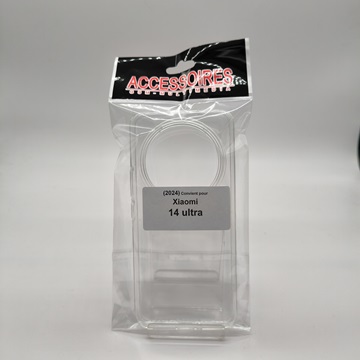 ACCESSOIRES
(2024) Convient pour
Xiaomi
14 ultra